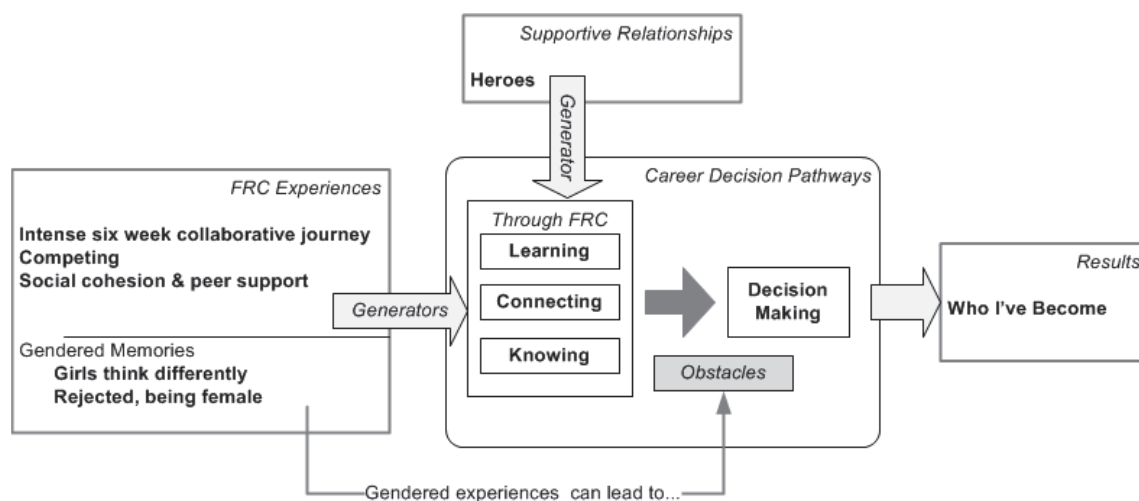 Supportive Relationships
Heroes
Generator
FRC Experiences
Intense six week collaborative journey
Competing
Social cohesion & peer support
Generators
Gendered Memories
Girls think differently
Rejected, being female
Career Decision Pathways
Through FRC
Learning
Connecting
Knowing
Decision
Making
Obstacles
Results
Who I've Become
Gendered experiences can lead to...